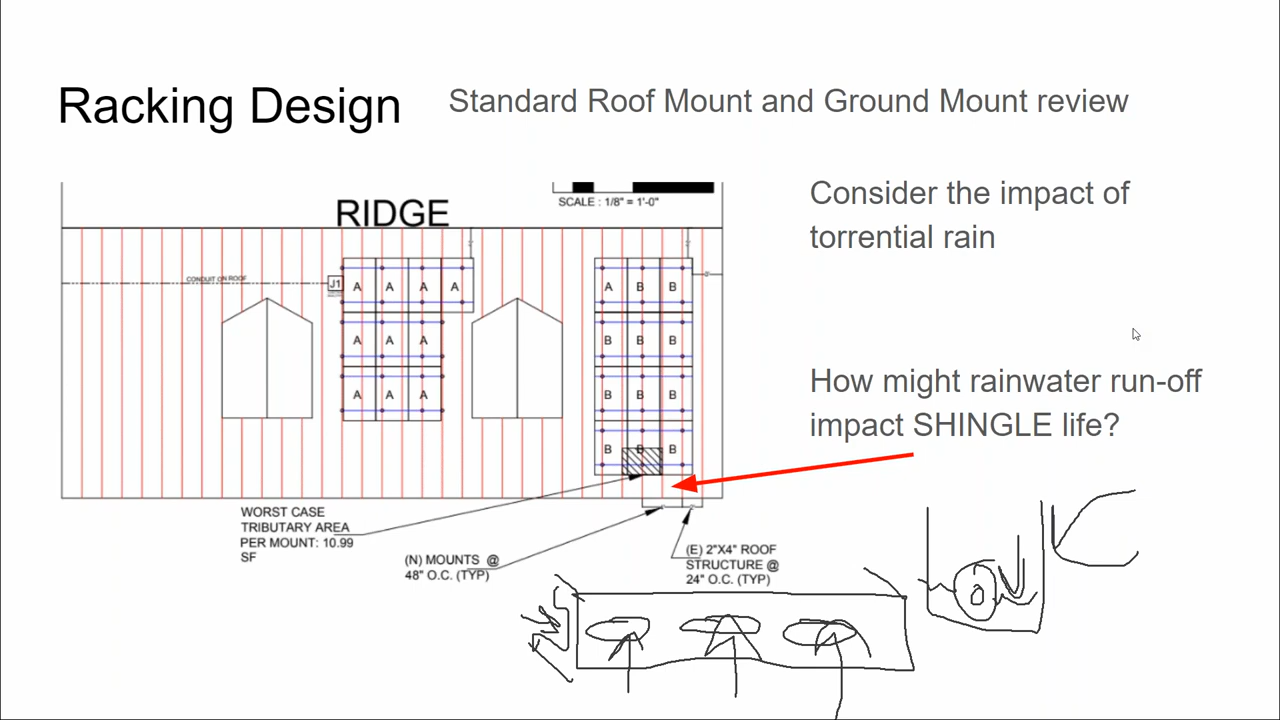 Racking Design
Standard Roof Mount and Ground Mount review
Consider the impact of
torrential rain
How might rainwater run-off
impact SHINGLE life?
SCALE : 1/8" = 1'-0"
RIDGE
CONDUIT ON ROOF
J1
A A A A
A A A
A A A
A B B
B B B
B B B
B B B
WORST CASE
TRIBUTARY AREA
PER MOUNT: 10.99
SF
(N) MOUNTS @
48" O.C. (TYP)
(E) 2"X4" ROOF
STRUCTURE @
24" O.C. (TYP)